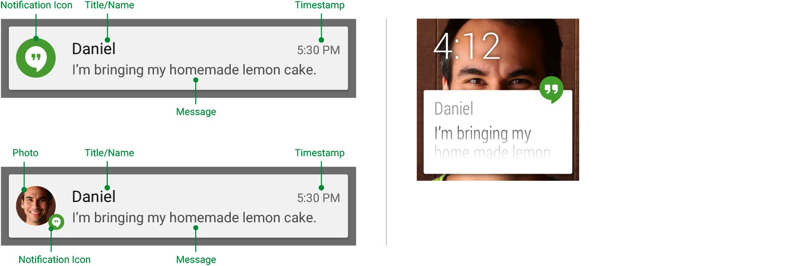 Notification Icon Title/Name Timestamp
Daniel 5:30 PM
I'm bringing my homemade lemon cake.
Message
Photo Title/Name Timestamp
Daniel 5:30 PM
I'm bringing my homemade lemon cake.
Notification Icon Message
4:12
Daniel
I'm bringing my
home made lemon